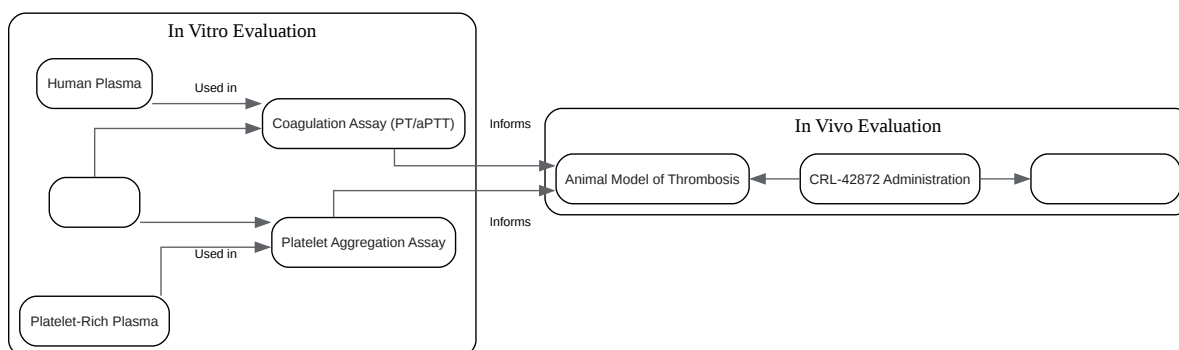 In Vitro Evaluation
Human Plasma
Used in
Coagulation Assay (PT/aPTT)
Informs
In Vivo Evaluation
Animal Model of Thrombosis
CRL-42872 Administration
Informs
Platelet Aggregation Assay
Used in
Platelet-Rich Plasma